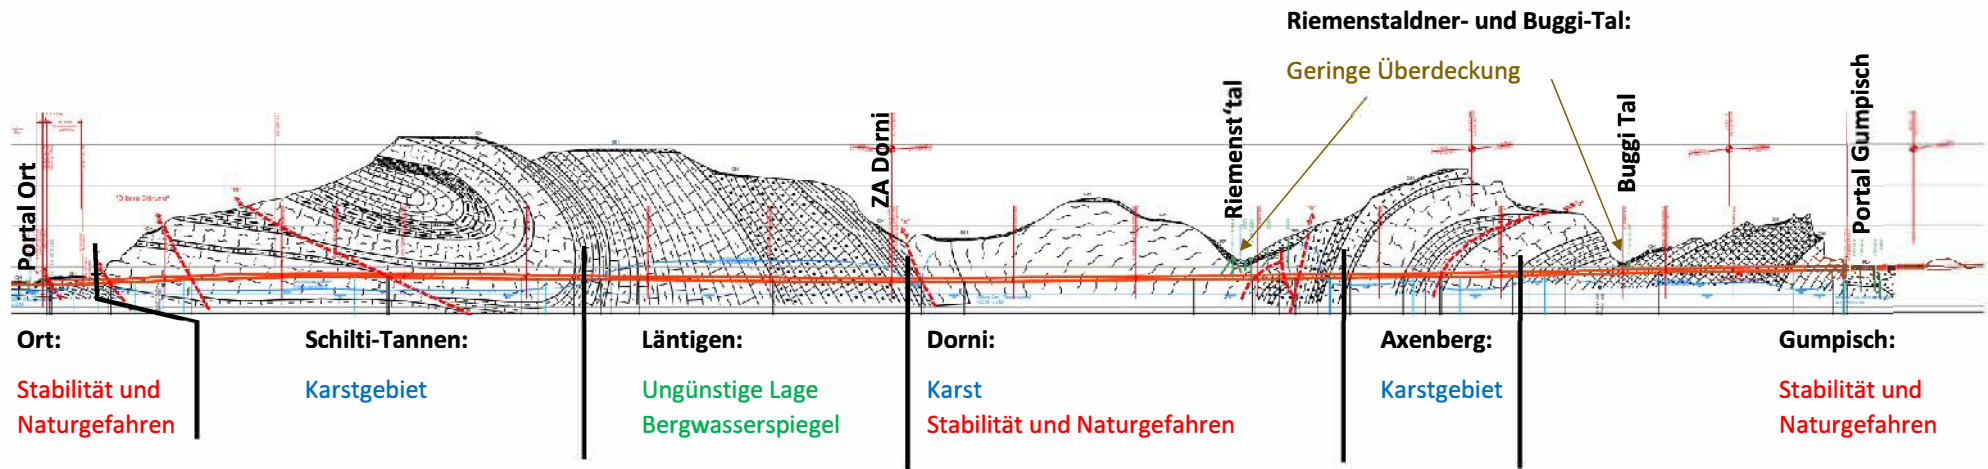 Riemenstaldner- und Buggi-Tal:
Geringe Überdeckung
Portal Ort
ZA Dorni
Riemenst'tal
Buggi Tal
Portal Gumpisch
Ort:
Stabilität und
Naturgefahren
Schilti-Tannen:
Karstgebiet
Läntigen:
Ungünstige Lage
Bergwasserspiegel
Dorni:
Karst
Stabilität und Naturgefahren
Axenberg:
Karstgebiet
Gumpisch:
Stabilität und
Naturgefahren